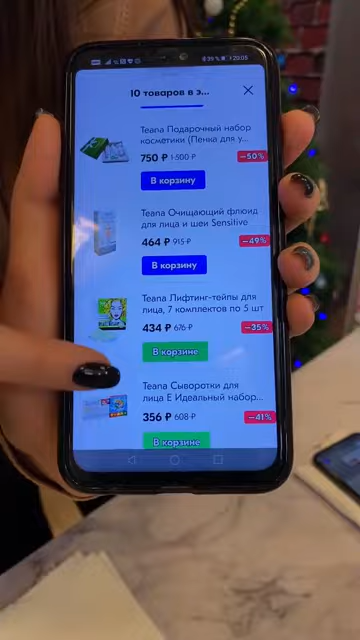 20:05
10 товаров в э...
Teana Подарочный набор
косметики (Пенка для у...
750 ₽ 1 500 ₽ −50%
В корзину
Teana Очищающий флюид
для лица и шеи Sensitive
464 ₽ 915 ₽ −49%
В корзину
Teana Лифтинг-тейпы для
лица, 7 комплектов по 5 шт
434 ₽ 676 ₽ −35%
В корзине
Teana Сыворотки для
лица Е Идеальный набор...
356 ₽ 608 ₽ −41%
В корзине